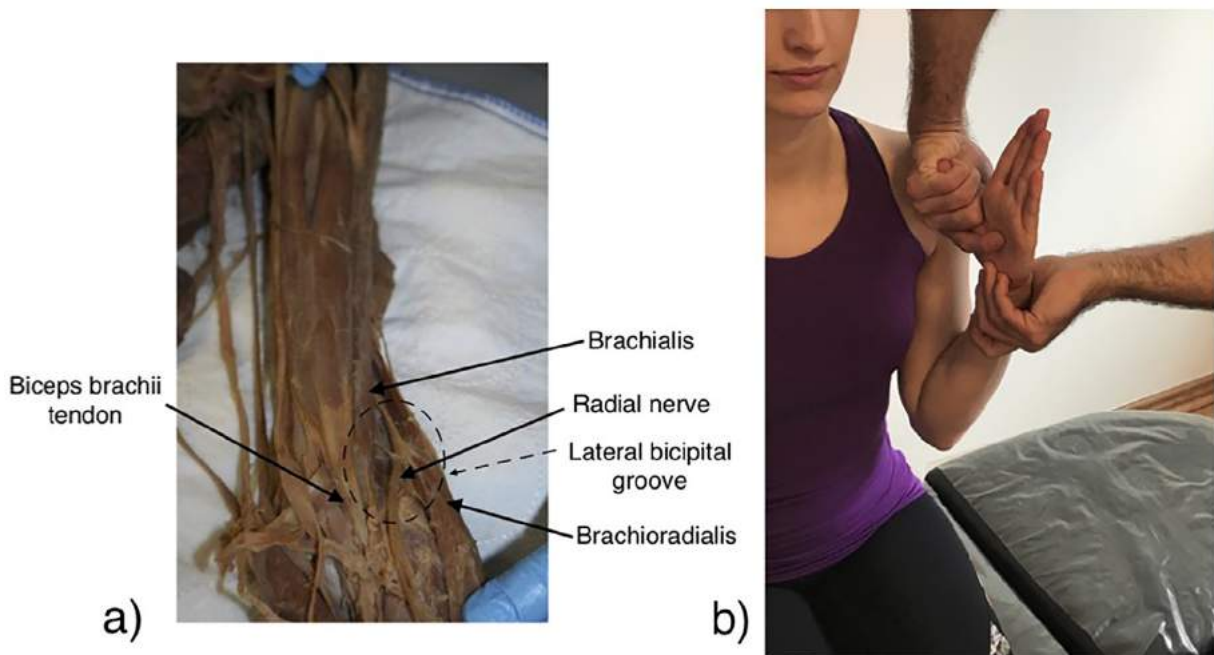 Brachialis
Biceps brachii
tendon
Radial nerve
Lateral bicipital
groove
Brachioradialis
a)
b)